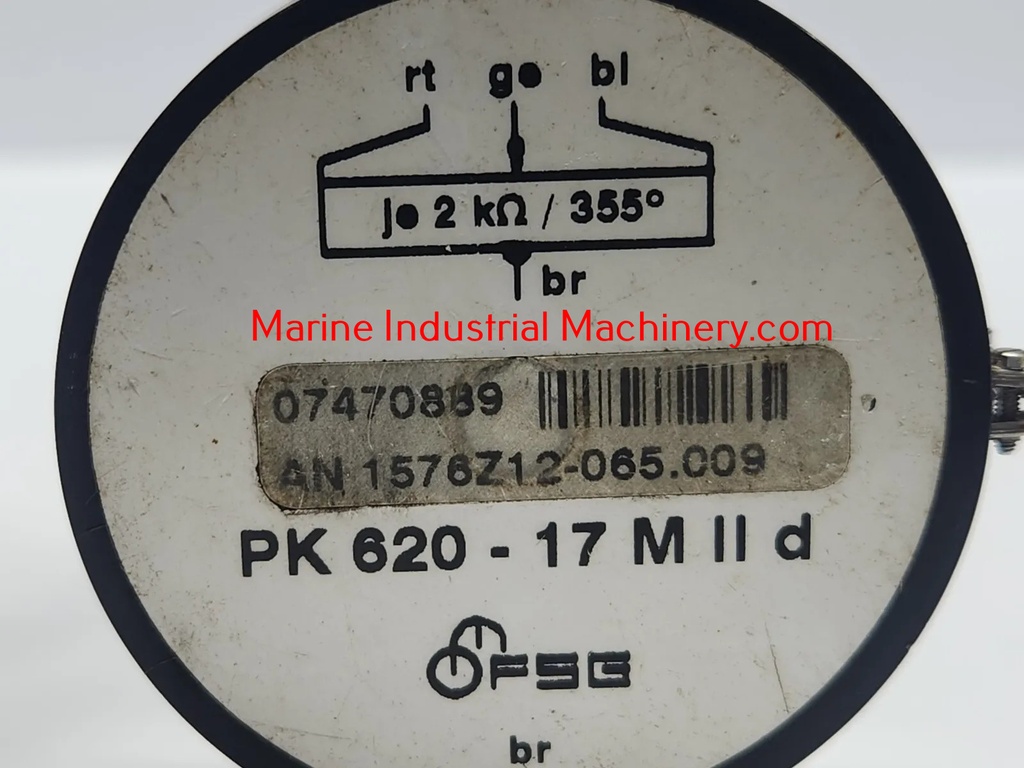 rt ge bl
je 2 kΩ / 355°
br
Marine Industrial Machinery.com
07470889
AN 1576Z12-065.009
PK 620 - 17 M II d
FSG
br